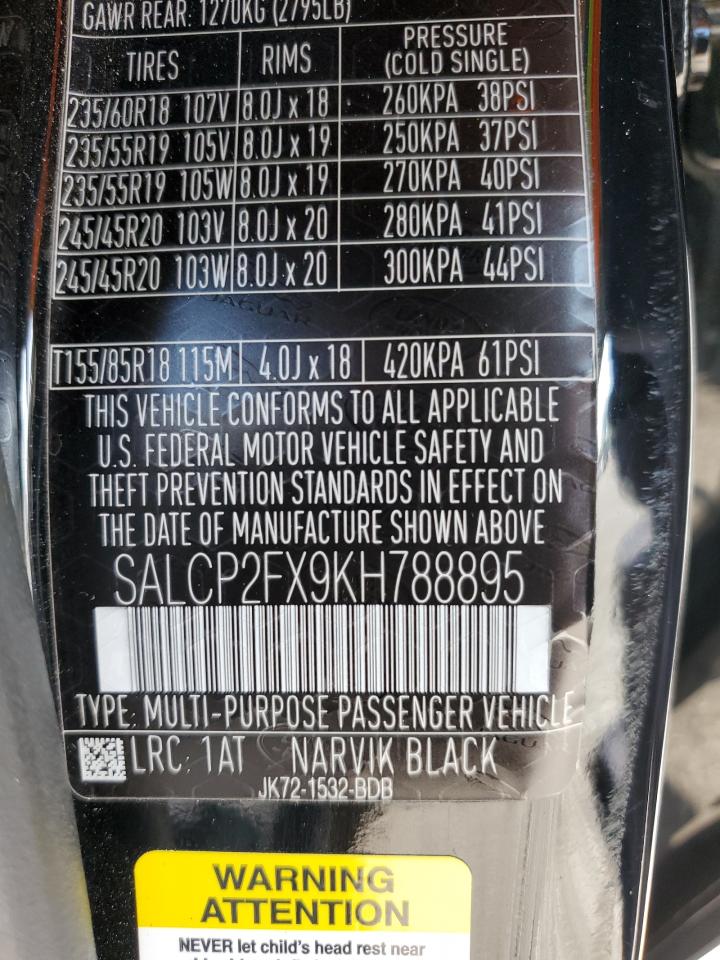 GAWR REAR: 1270KG (2795LB)
TIRES RIMS PRESSURE (COLD SINGLE)
235/60R18 107V 8.0J x 18 260KPA 38PSI
235/55R19 105V 8.0J x 19 250KPA 37PSI
235/55R19 105W 8.0J x 19 270KPA 40PSI
245/45R20 103V 8.0J x 20 280KPA 41PSI
245/45R20 103W 8.0J x 20 300KPA 44PSI
JAGUAR
T155/85R18 115M 4.0J x 18 420KPA 61PSI
THIS VEHICLE CONFORMS TO ALL APPLICABLE
U.S. FEDERAL MOTOR VEHICLE SAFETY AND
THEFT PREVENTION STANDARDS IN EFFECT ON
THE DATE OF MANUFACTURE SHOWN ABOVE
SALCP2FX9KH788895
TYPE: MULTI-PURPOSE PASSENGER VEHICLE
LRC: 1AT NARVIK BLACK
JK72-1532-BDB
WARNING
ATTENTION
NEVER let child's head rest near